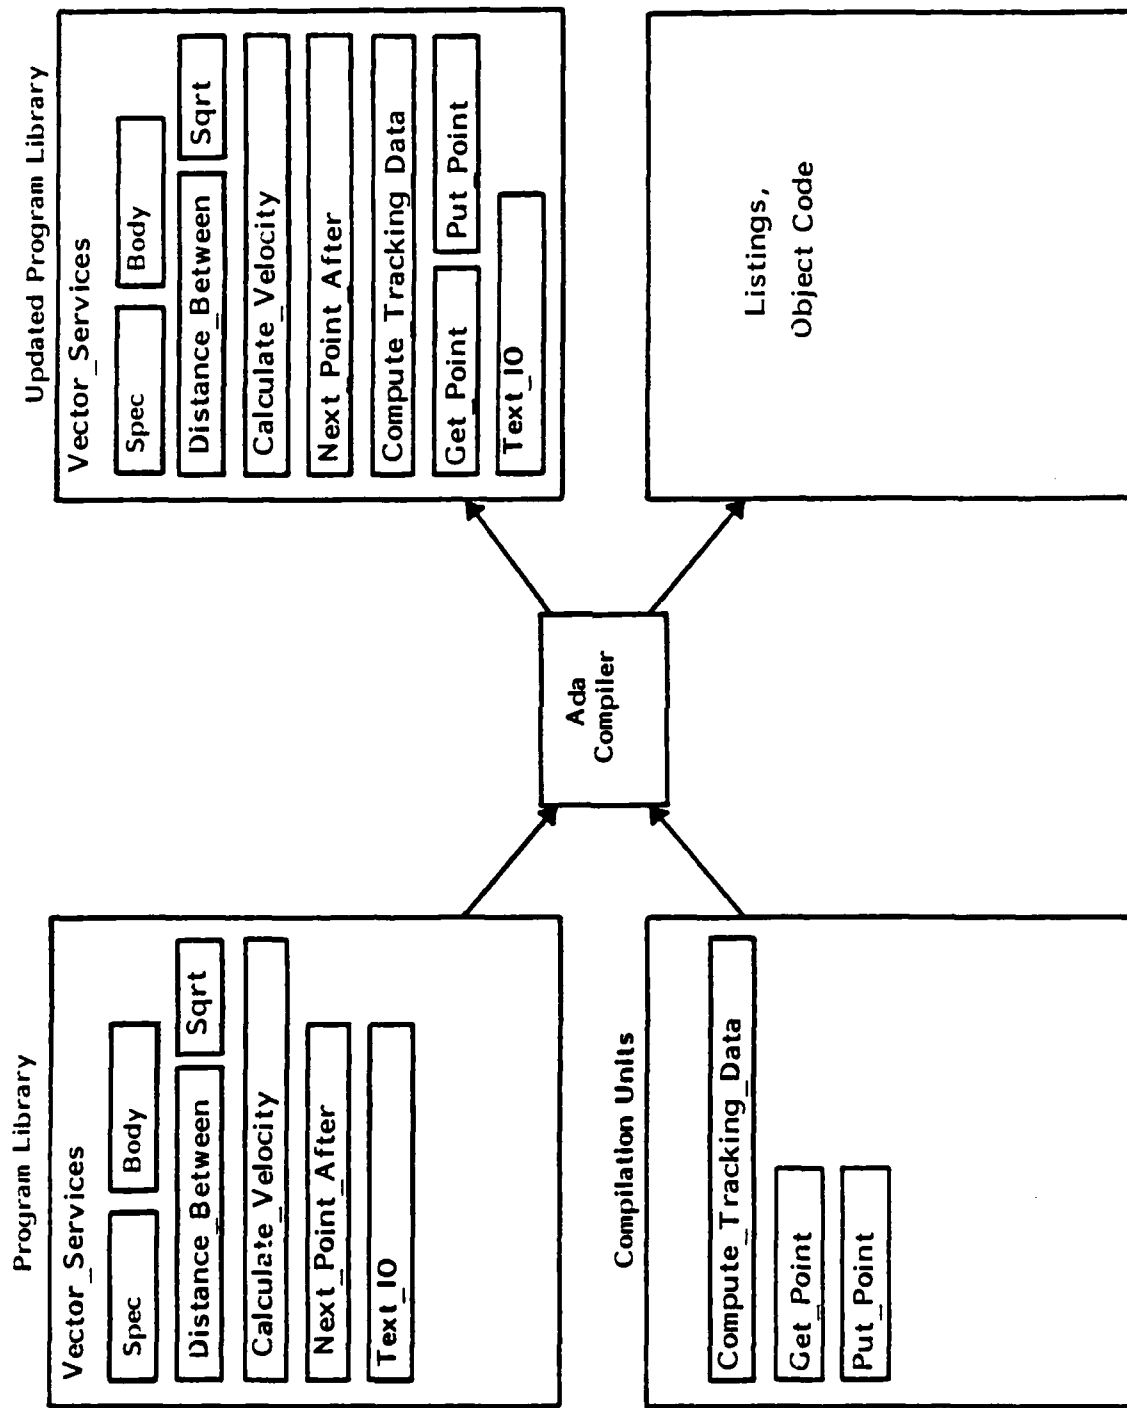 Program Library
Vector_Services
Spec
Body
Distance_Between
Sqrt
Calculate_Velocity
Next_Point_After
Text_IO
Compilation Units
Compute_Tracking_Data
Get_Point
Put_Point
Ada
Compiler
Updated Program Library
Vector_Services
Spec
Body
Distance_Between
Sqrt
Calculate_Velocity
Next_Point_After
Compute_Tracking_Data
Get_Point
Put_Point
Text_IO
Listings,
Object Code